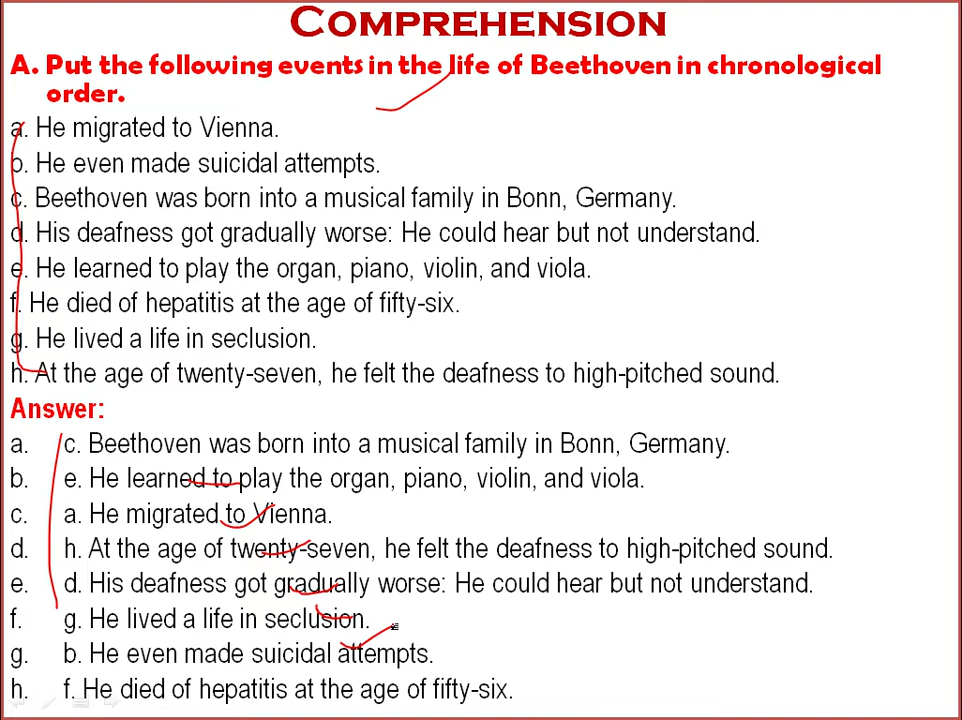 COMPREHENSION
A. Put the following events in the life of Beethoven in chronological
order.
a. He migrated to Vienna.
b. He even made suicidal attempts.
c. Beethoven was born into a musical family in Bonn, Germany.
d. His deafness got gradually worse: He could hear but not understand.
e. He learned to play the organ, piano, violin, and viola.
f. He died of hepatitis at the age of fifty-six.
g. He lived a life in seclusion.
h. At the age of twenty-seven, he felt the deafness to high-pitched sound.
Answer:
a. c. Beethoven was born into a musical family in Bonn, Germany.
b. e. He learned to play the organ, piano, violin, and viola.
c. a. He migrated to Vienna.
d. h. At the age of twenty-seven, he felt the deafness to high-pitched sound.
e. d. His deafness got gradually worse: He could hear but not understand.
f. g. He lived a life in seclusion.
g. b. He even made suicidal attempts.
h. f. He died of hepatitis at the age of fifty-six.